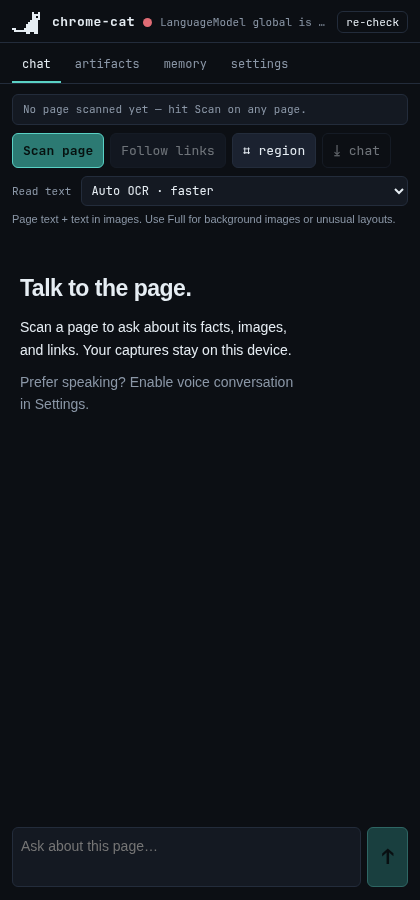 chrome-cat LanguageModel global is … re-check
chat artifacts memory settings
No page scanned yet — hit Scan on any page.
Scan page Follow links ⌗ region ⤓ chat
Read text Auto OCR · faster
Page text + text in images. Use Full for background images or unusual layouts.
Talk to the page.
Scan a page to ask about its facts, images,
and links. Your captures stay on this device.
Prefer speaking? Enable voice conversation
in Settings.
Ask about this page…
↑